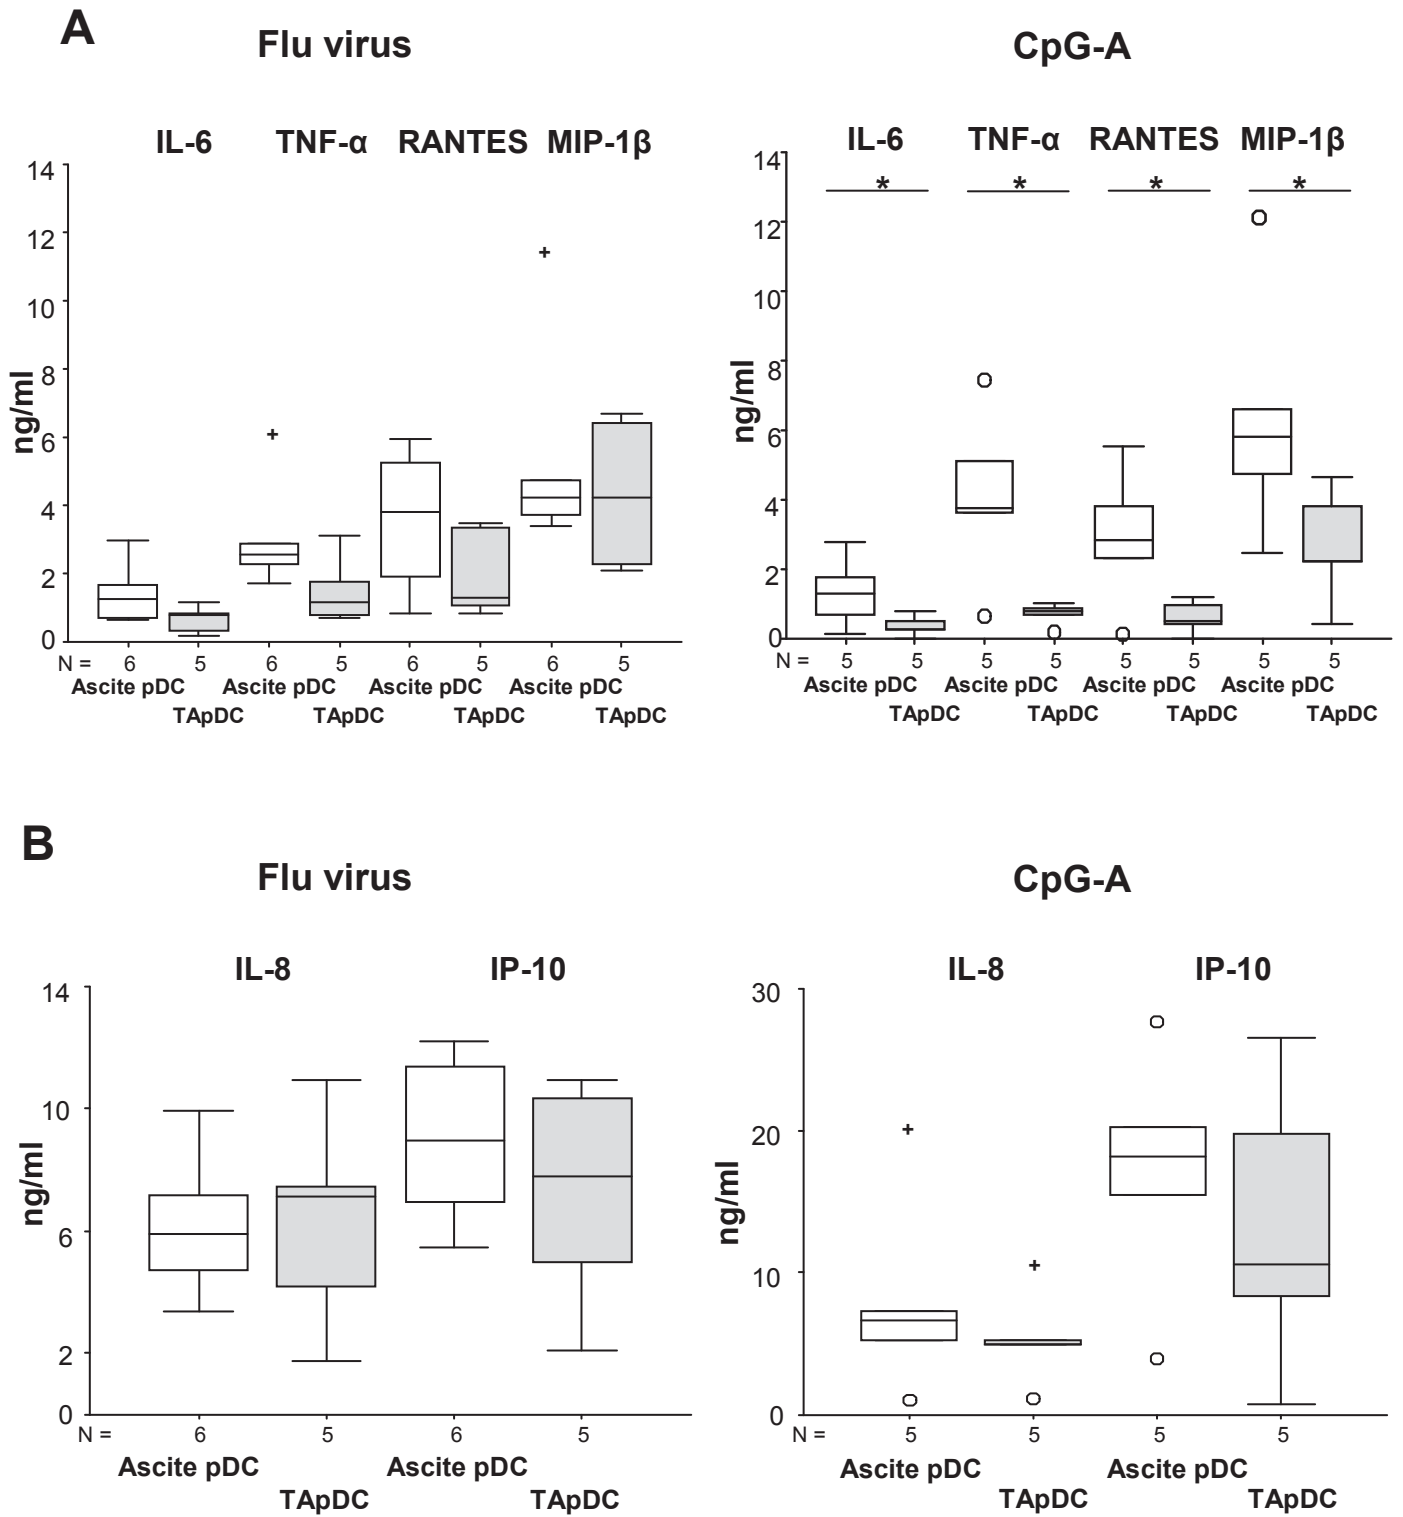 A
Flu virus
CpG-A
IL-6 TNF-α RANTES MIP-1β
IL-6 TNF-α RANTES MIP-1β
* * * *
14
12
10
8
6
4
2
0
ng/ml
14
12
10
8
6
4
2
0
ng/ml
N = 6 5 6 5 6 5 6 5
Ascite pDC Ascite pDC Ascite pDC Ascite pDC
TApDC TApDC TApDC TApDC
N = 5 5 5 5 5 5 5 5
Ascite pDC Ascite pDC Ascite pDC Ascite pDC
TApDC TApDC TApDC TApDC
B
Flu virus
CpG-A
IL-8 IP-10
IL-8 IP-10
14
10
6
2
0
ng/ml
30
20
10
0
ng/ml
N = 6 5 6 5
Ascite pDC Ascite pDC
TApDC TApDC
N = 5 5 5 5
Ascite pDC Ascite pDC
TApDC TApDC